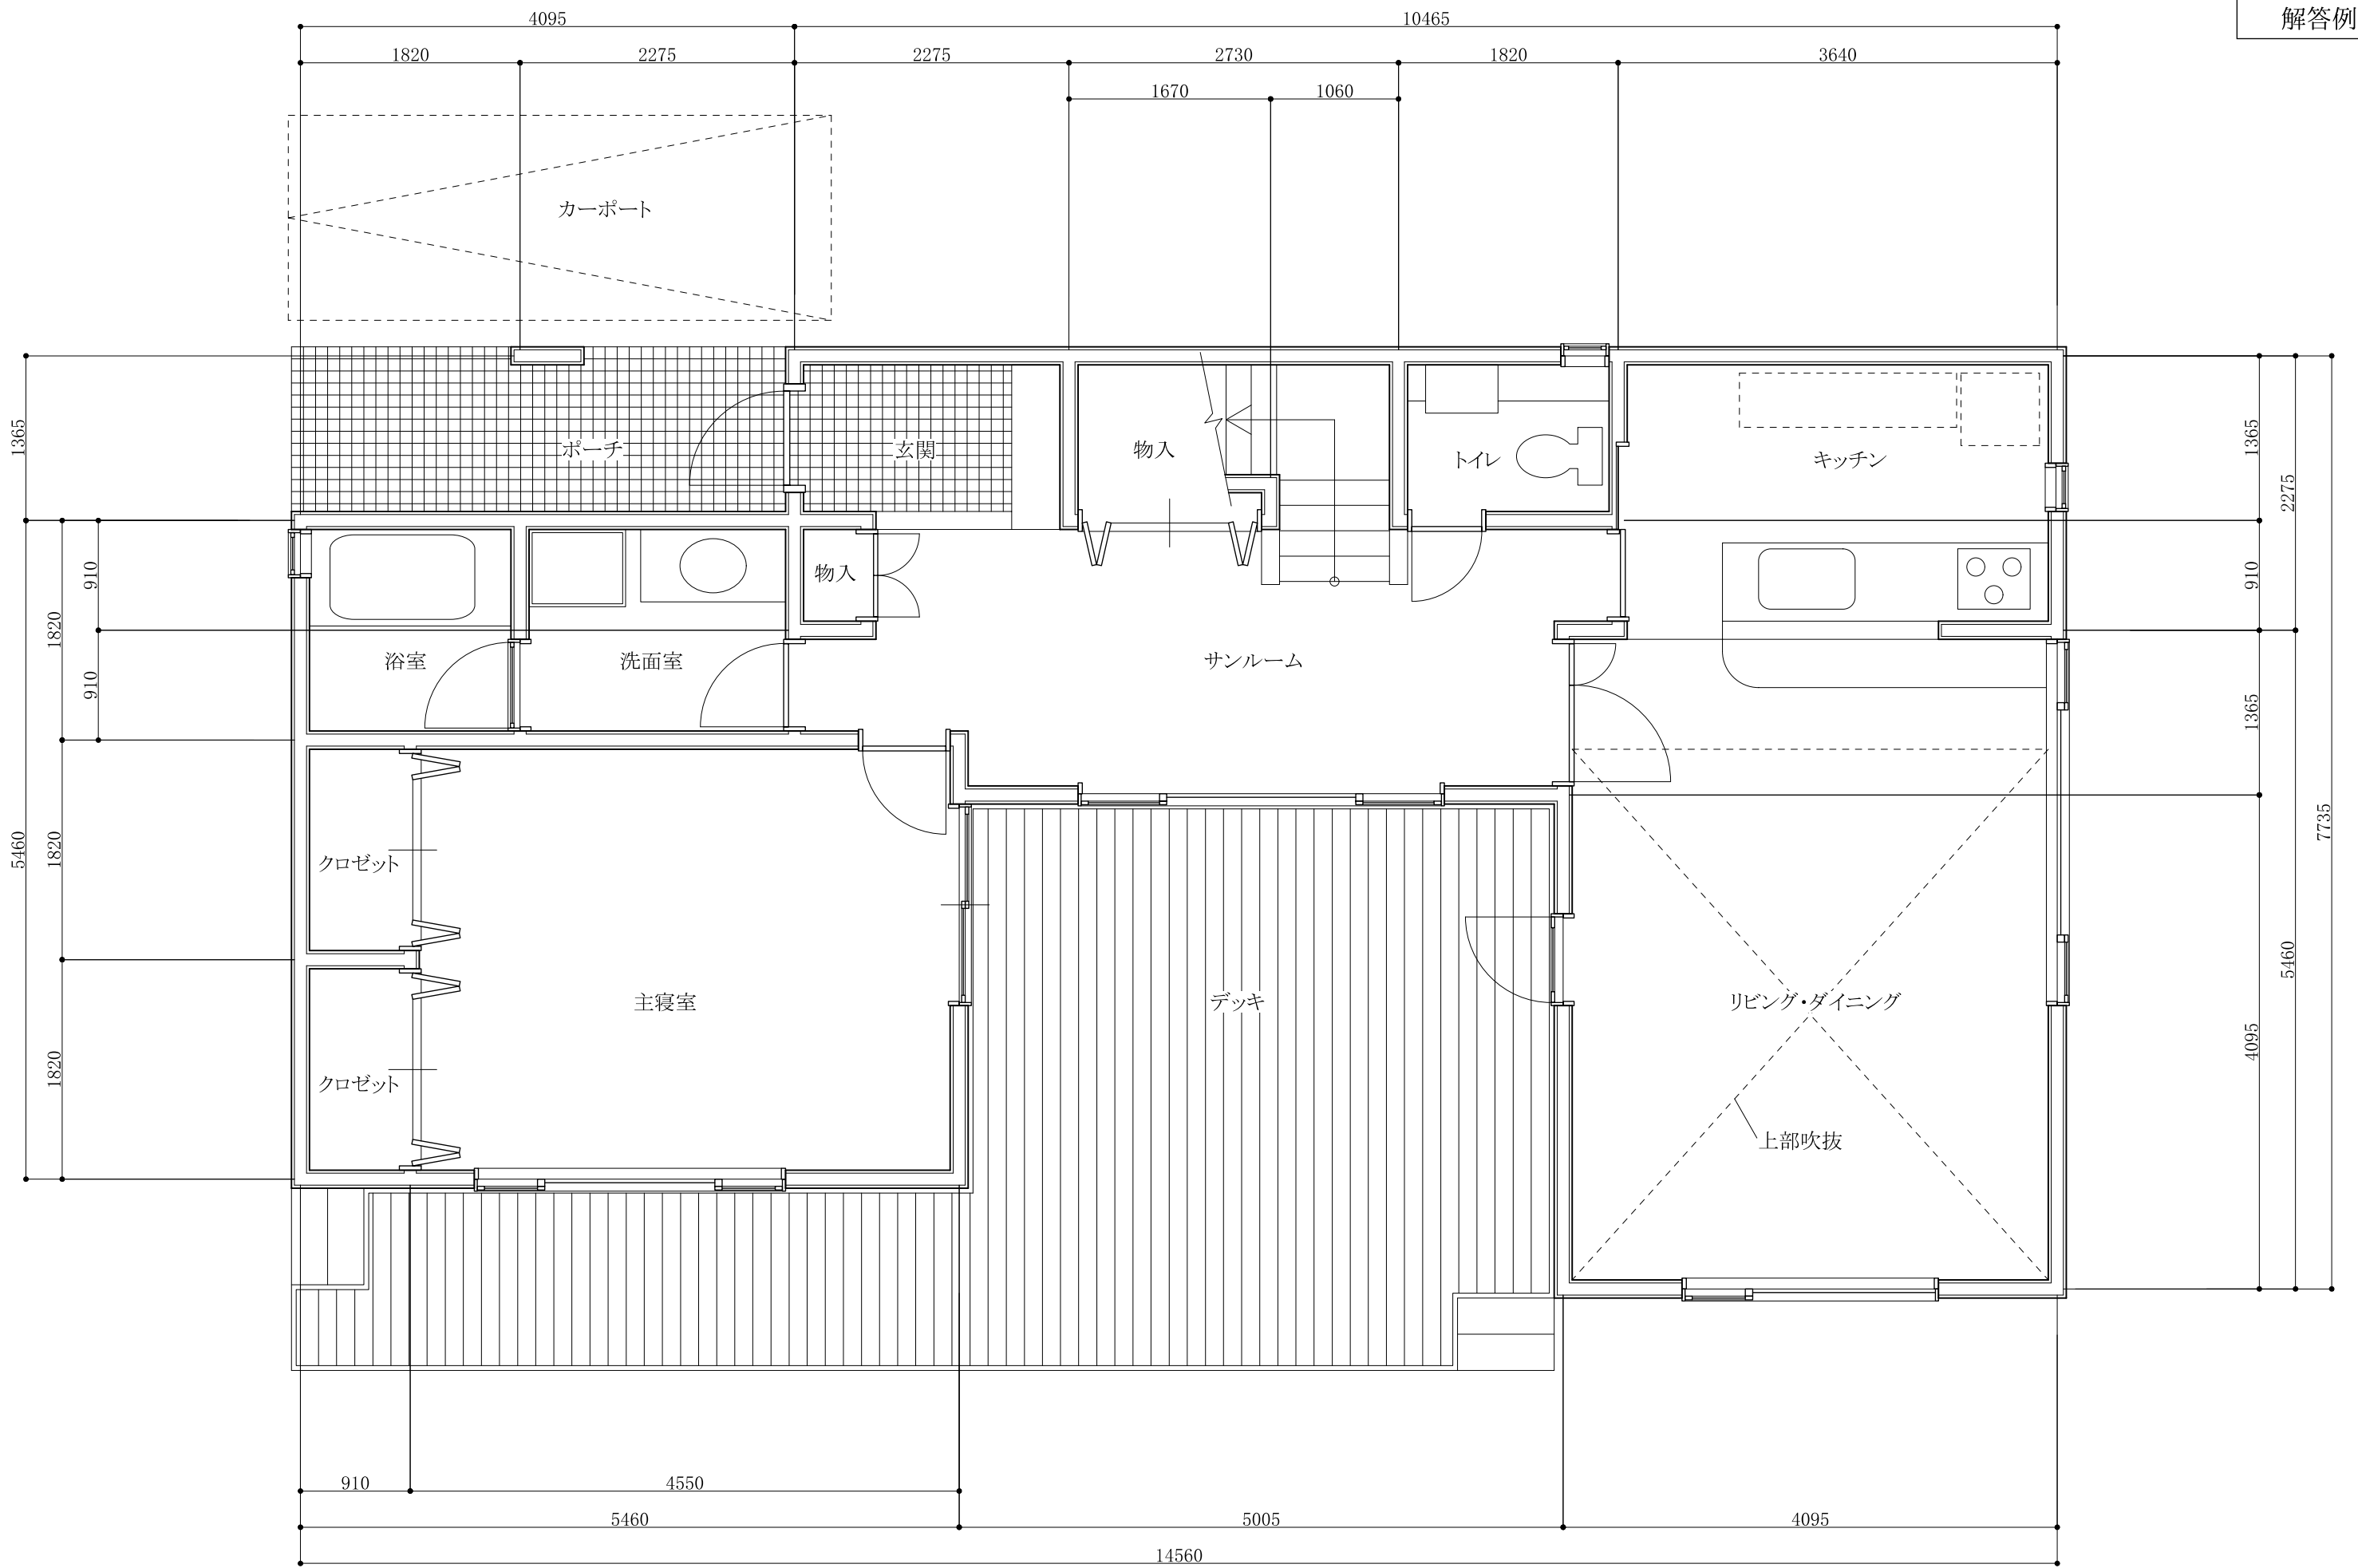 解答例
4095
10465
1820
2275
2275
2730
1820
3640
1670
1060
カーポート
1365
ポーチ
玄関
物入
トイレ
キッチン
1365
2275
910
1820
910
物入
910
浴室
洗面室
サンルーム
1365
7735
5460
1820
クロゼット
5460
主寝室
デッキ
リビング・ダイニング
4095
1820
クロゼット
上部吹抜
910
4550
5460
5005
4095
14560